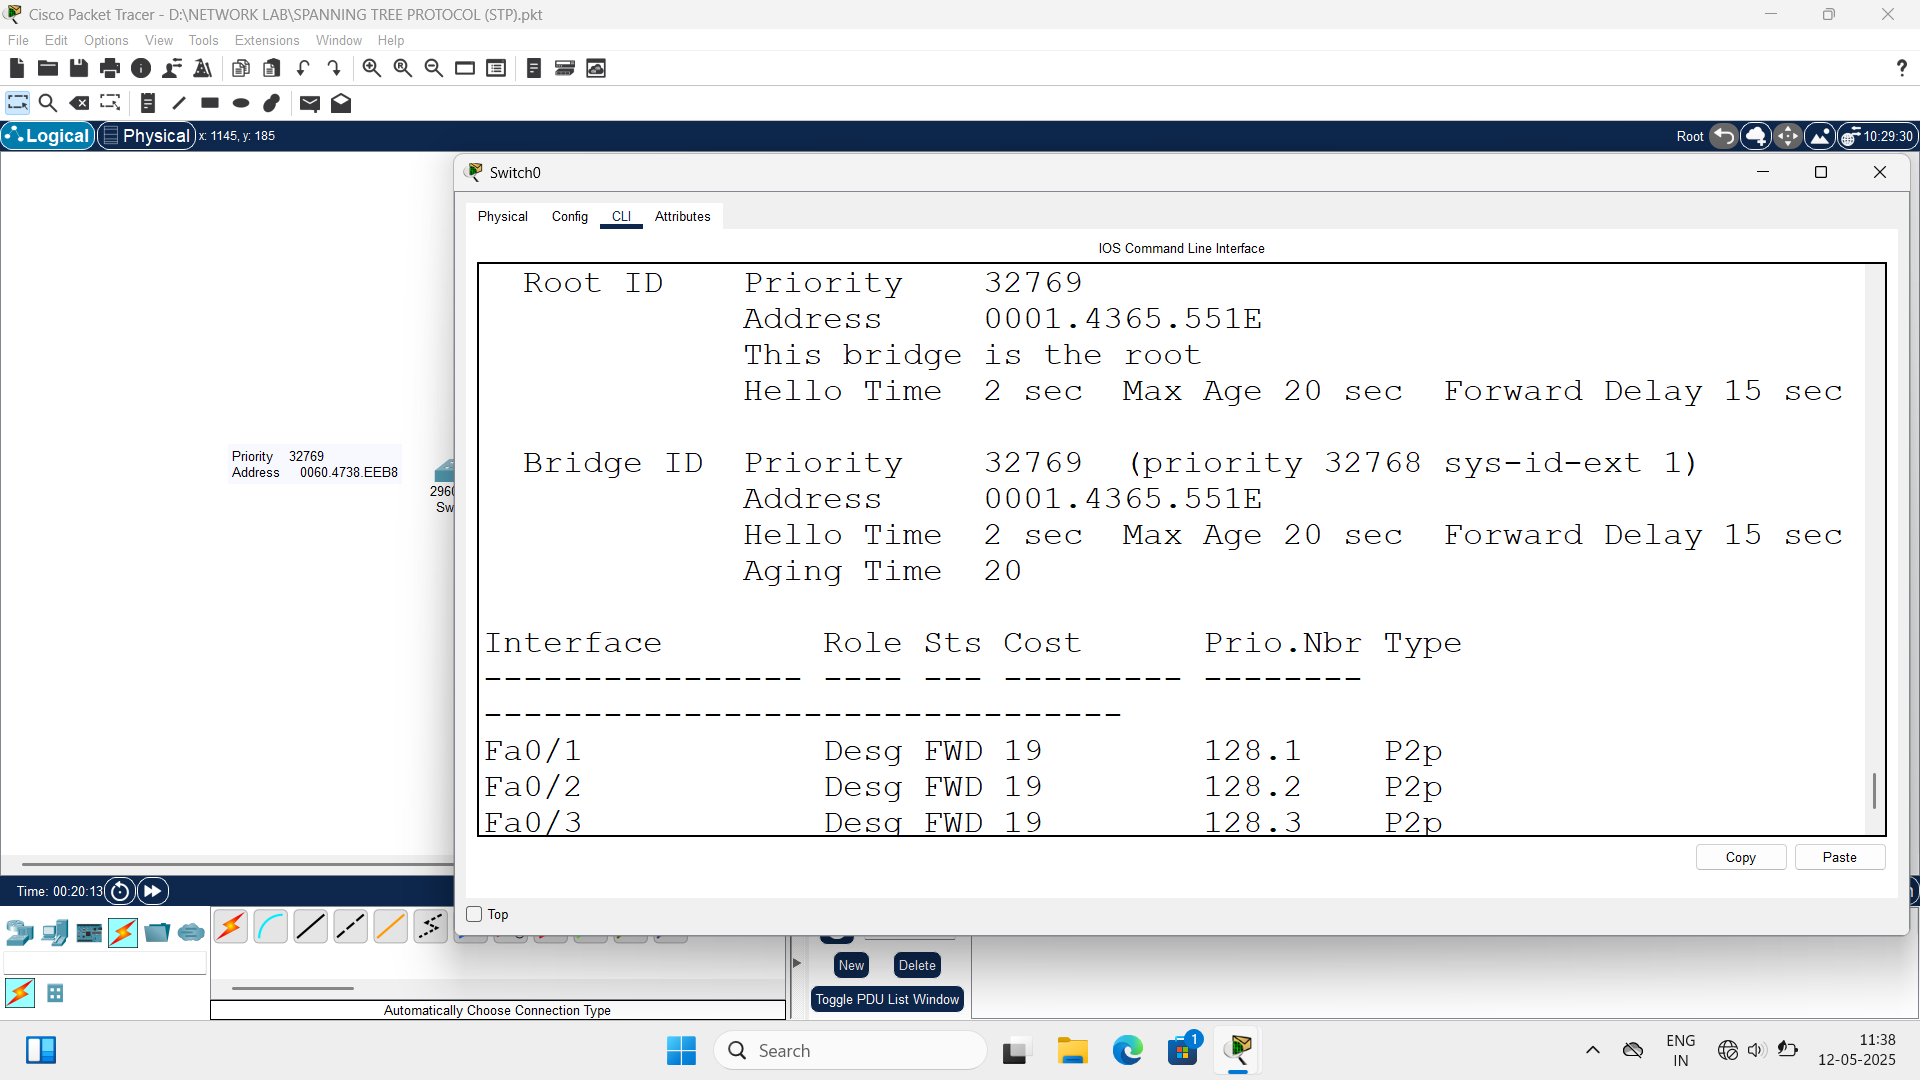 Cisco Packet Tracer - D:\NETWORK LAB\SPANNING TREE PROTOCOL (STP).pkt
File Edit Options View Tools Extensions Window Help
?
Logical Physical x: 1145, y: 185 Root 10:29:30
Switch0
Physical Config CLI Attributes
IOS Command Line Interface
Root ID Priority 32769
Address 0001.4365.551E
This bridge is the root
Hello Time 2 sec Max Age 20 sec Forward Delay 15 sec
Bridge ID Priority 32769 (priority 32768 sys-id-ext 1)
Address 0001.4365.551E
Hello Time 2 sec Max Age 20 sec Forward Delay 15 sec
Aging Time 20
Interface Role Sts Cost Prio.Nbr Type
---------------- ---- --- --------- --------
--------------------------------
Fa0/1 Desg FWD 19 128.1 P2p
Fa0/2 Desg FWD 19 128.2 P2p
Fa0/3 Desg FWD 19 128.3 P2p
Copy Paste
Top
Priority 32769
Address 0060.4738.EEB8
296
Sw
Time: 00:20:13
New Delete
Toggle PDU List Window
Automatically Choose Connection Type
Search
1
ENG
IN
11:38
12-05-2025